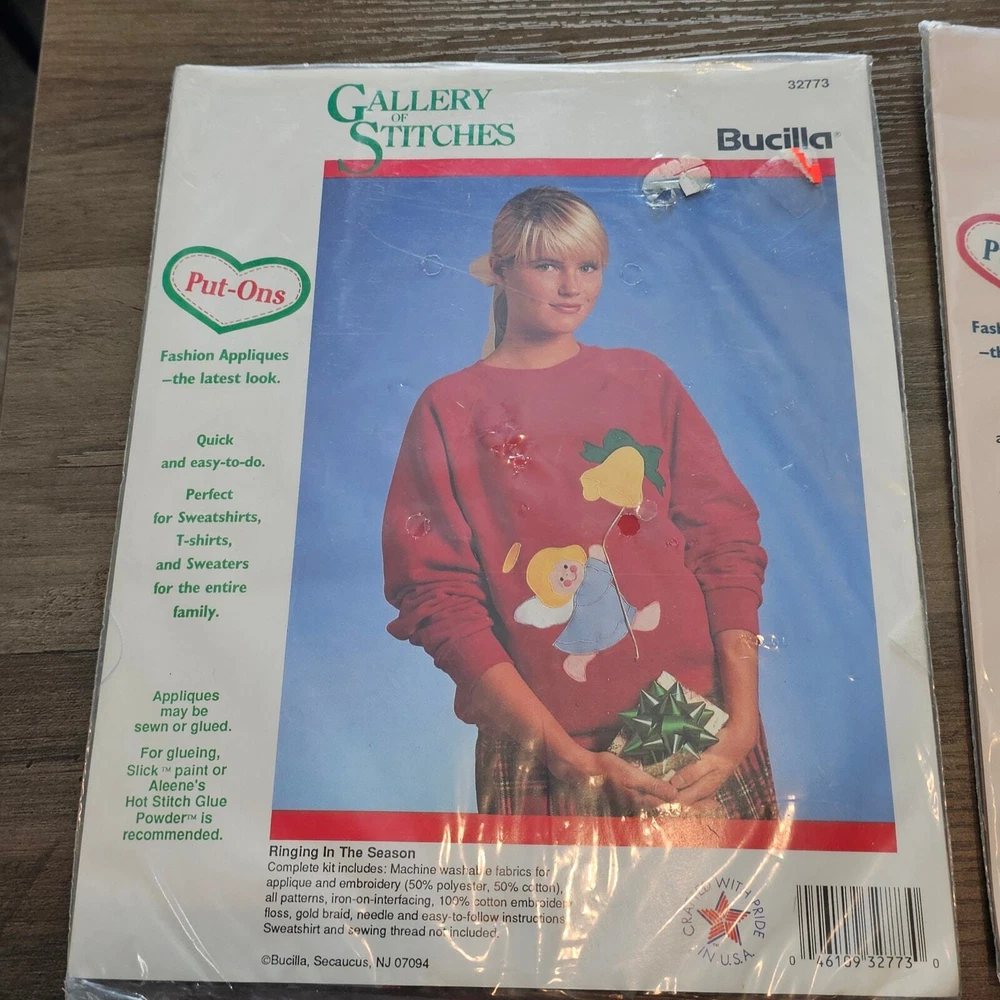 GALLERY
OF
STITCHES
32773
Bucilla®
Put-Ons
Fashion Appliques
–the latest look.
Quick
and easy-to-do.
Perfect
for Sweatshirts,
T-shirts,
and Sweaters
for the entire
family.
Appliques
may be
sewn or glued.
For glueing,
Slick™ paint or
Aleene's
Hot Stitch Glue
Powder™ is
recommended.
Ringing In The Season
Complete kit includes: Machine washable fabrics for
applique and embroidery (50% polyester, 50% cotton),
all patterns, iron-on-interfacing, 100% cotton embroidery
floss, gold braid, needle and easy-to-follow instructions.
Sweatshirt and sewing thread not included.
©Bucilla, Secaucus, NJ 07094
CRAFTED WITH PRIDE
IN U.S.A.
0 46109 32773 0